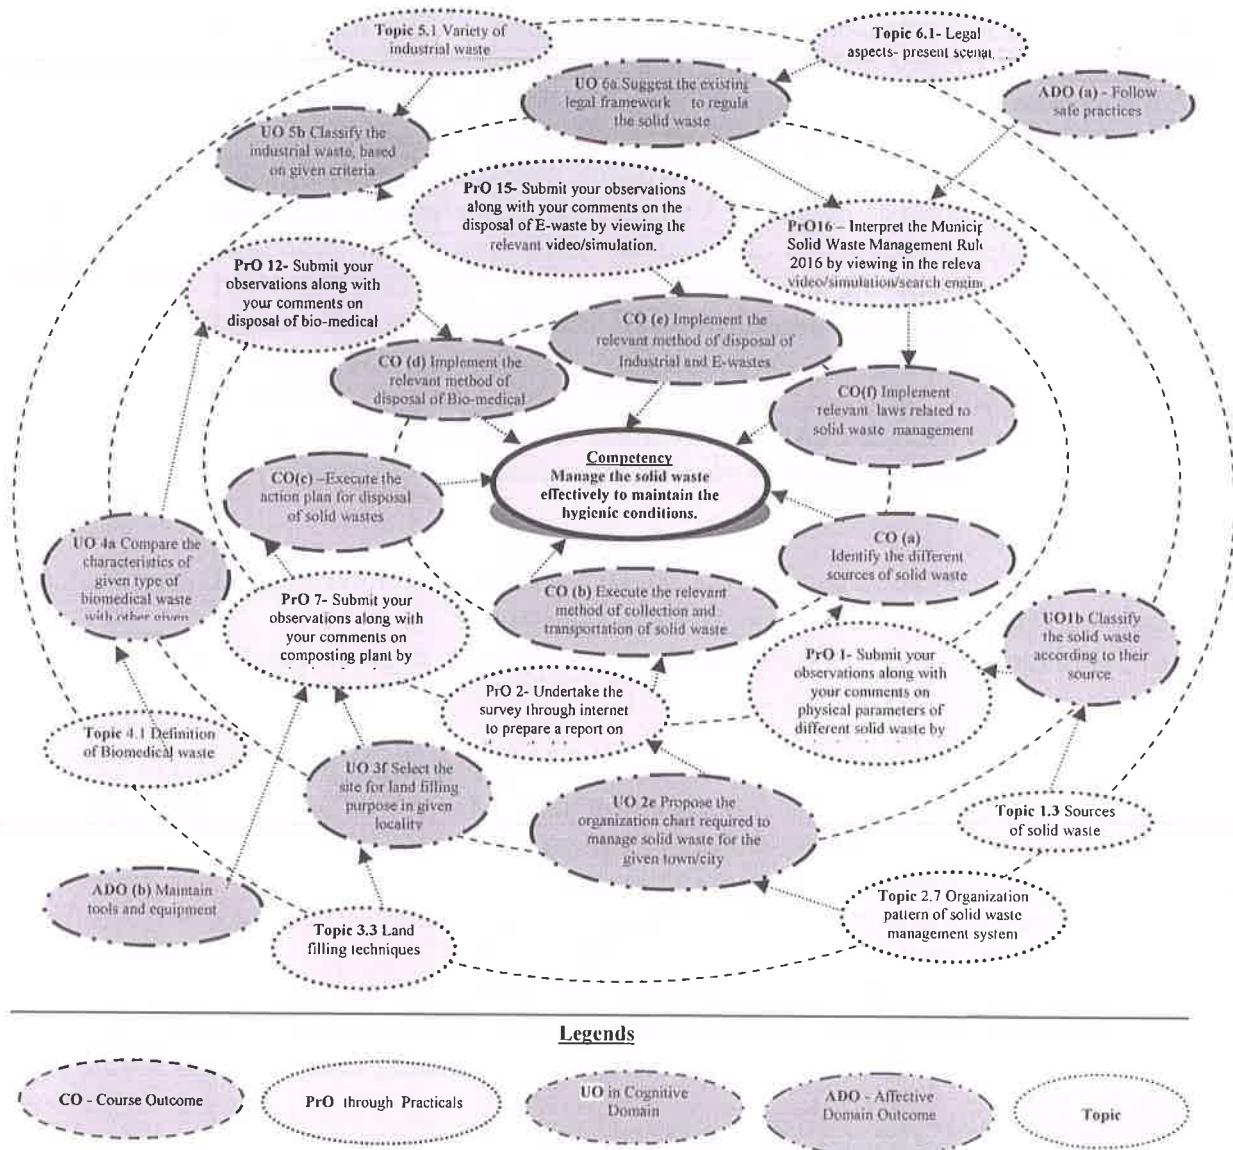 Topic 5.1 Variety of
industrial waste
Topic 6.1- Legal
aspects- present scenar
UO 6a Suggest the existing
legal framework to regula
the solid waste
ADO (a) - Follow
safe practices
UO 5b Classify the
industrial waste, based
on given criteria
PrO 15- Submit your observations
along with your comments on the
disposal of E-waste by viewing the
relevant video/simulation.
PrO16 – Interpret the Municip
Solid Waste Management Rul
2016 by viewing in the releva
video/simulation/search engin
PrO 12- Submit your
observations along with
your comments on
disposal of bio-medical
CO (e) Implement the
relevant method of disposal of
Industrial and E-wastes
CO (d) Implement the
relevant method of
disposal of Bio-medical
CO(f) Implement
relevant laws related to
solid waste management
Competency
Manage the solid waste
effectively to maintain the
hygienic conditions.
CO(c) –Execute the
action plan for disposal
of solid wastes
CO (a)
Identify the different
sources of solid waste
UO 4a Compare the
characteristics of
given type of
biomedical waste
with other given
CO (b) Execute the relevant
method of collection and
transportation of solid waste
PrO 7- Submit your
observations along with
your comments on
composting plant by
UO1b Classify
the solid waste
according to their
source
PrO 1- Submit your
observations along with
your comments on
physical parameters of
different solid waste by
PrO 2- Undertake the
survey through internet
to prepare a report on
Topic 4.1 Definition
of Biomedical waste
UO 3f Select the
site for land filling
purpose in given
locality
UO 2e Propose the
organization chart required to
manage solid waste for the
given town/city
Topic 1.3 Sources
of solid waste
ADO (b) Maintain
tools and equipment
Topic 3.3 Land
filling techniques
Topic 2.7 Organization
pattern of solid waste
management system
Legends
CO - Course Outcome
PrO through Practicals
UO in Cognitive
Domain
ADO - Affective
Domain Outcome
Topic